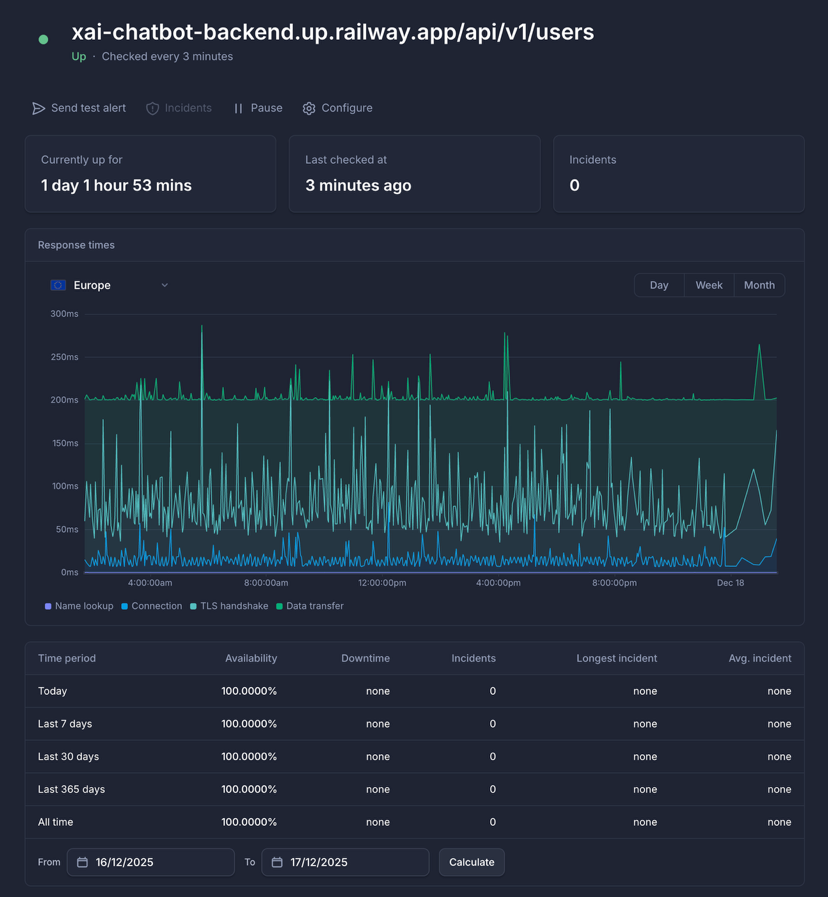 xai-chatbot-backend.up.railway.app/api/v1/users
Up · Checked every 3 minutes
Send test alert Incidents Pause Configure
Currently up for
1 day 1 hour 53 mins
Last checked at
3 minutes ago
Incidents
0
Response times
Europe
Day Week Month
300ms
250ms
200ms
150ms
100ms
50ms
0ms
4:00:00am 8:00:00am 12:00:00pm 4:00:00pm 8:00:00pm Dec 18
Name lookup Connection TLS handshake Data transfer
Time period Availability Downtime Incidents Longest incident Avg. incident
Today 100.0000% none 0 none none
Last 7 days 100.0000% none 0 none none
Last 30 days 100.0000% none 0 none none
Last 365 days 100.0000% none 0 none none
All time 100.0000% none 0 none none
From 16/12/2025 To 17/12/2025 Calculate